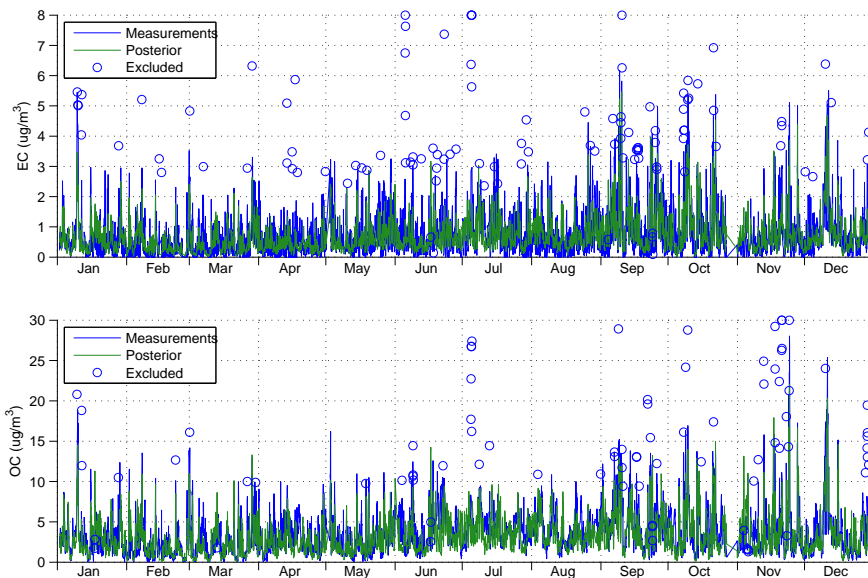 8
7
6
5
4
3
2
1
0
EC (ug/m³)
Measurements
Posterior
Excluded
Jan Feb Mar Apr May Jun Jul Aug Sep Oct Nov Dec
30
25
20
15
10
5
0
OC (ug/m³)
Measurements
Posterior
Excluded
Jan Feb Mar Apr May Jun Jul Aug Sep Oct Nov Dec